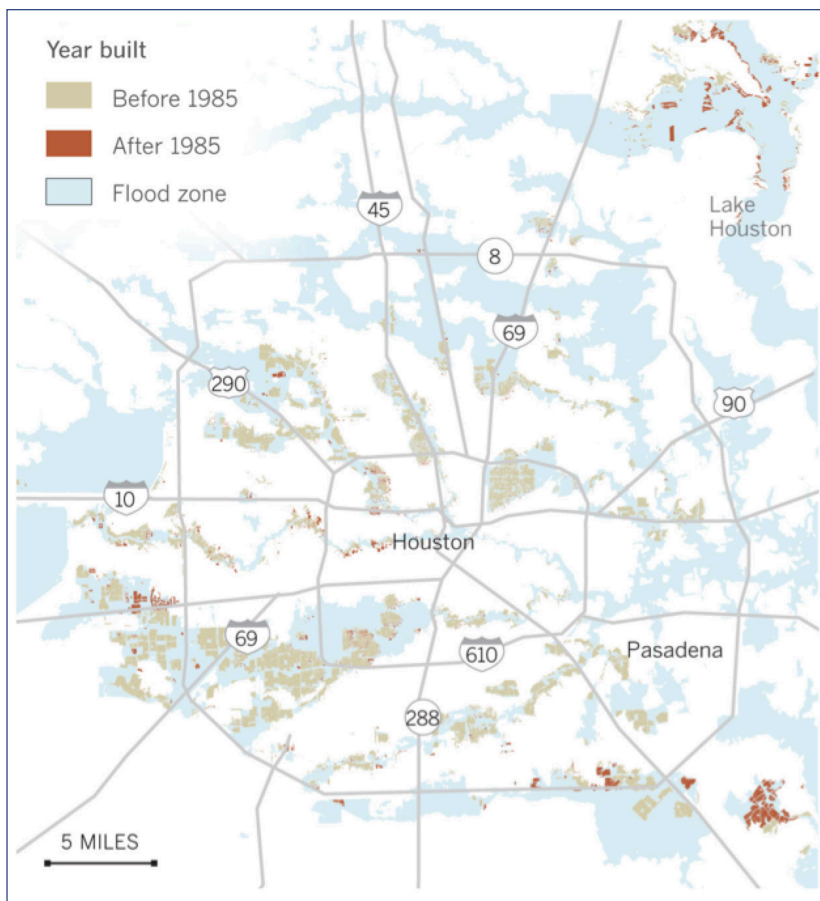 Year built
Before 1985
After 1985
Flood zone
45
Lake
Houston
8
69
290
90
10
Houston
69
610
Pasadena
288
5 MILES